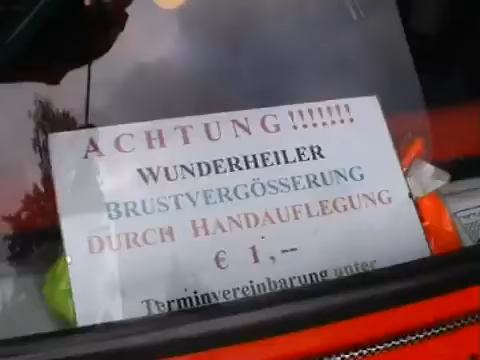 ACHTUNG!!!!!!!
WUNDERHEILER
BRUSTVERGÖSSERUNG
DURCH HANDAUFLEGUNG
€ 1,--
Terminvereinbarung unter